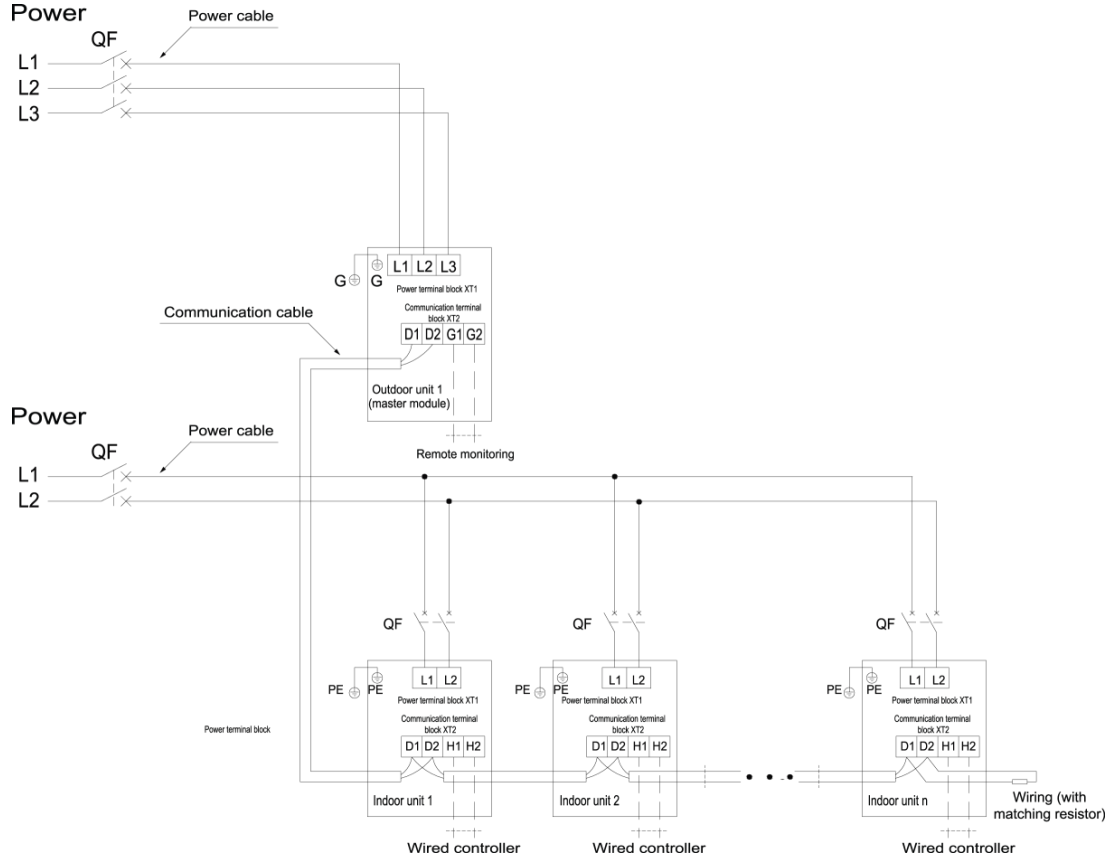 Power
Power cable
QF
L1
L2
L3
G G L1 L2 L3
Power terminal block XT1
Communication terminal
block XT2
Communication cable
D1 D2 G1 G2
Outdoor unit 1
(master module)
Remote monitoring
Power
Power cable
QF
L1
L2
QF QF QF
L1 L2 L1 L2 L1 L2
PE PE PE PE PE PE
Power terminal block XT1 Power terminal block XT1 Power terminal block XT1
Communication terminal Communication terminal Communication terminal
block XT2 block XT2 block XT2
Power terminal block
D1 D2 H1 H2 D1 D2 H1 H2 D1 D2 H1 H2
Indoor unit 1 Indoor unit 2 Indoor unit n
Wiring (with
matching resistor)
Wired controller Wired controller Wired controller